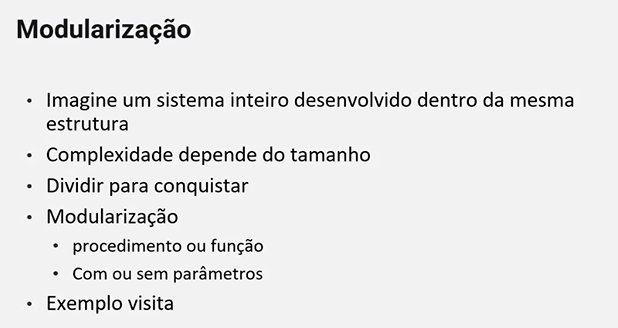 Modularização
• Imagine um sistema inteiro desenvolvido dentro da mesma
estrutura
• Complexidade depende do tamanho
• Dividir para conquistar
• Modularização
• procedimento ou função
• Com ou sem parâmetros
• Exemplo visita